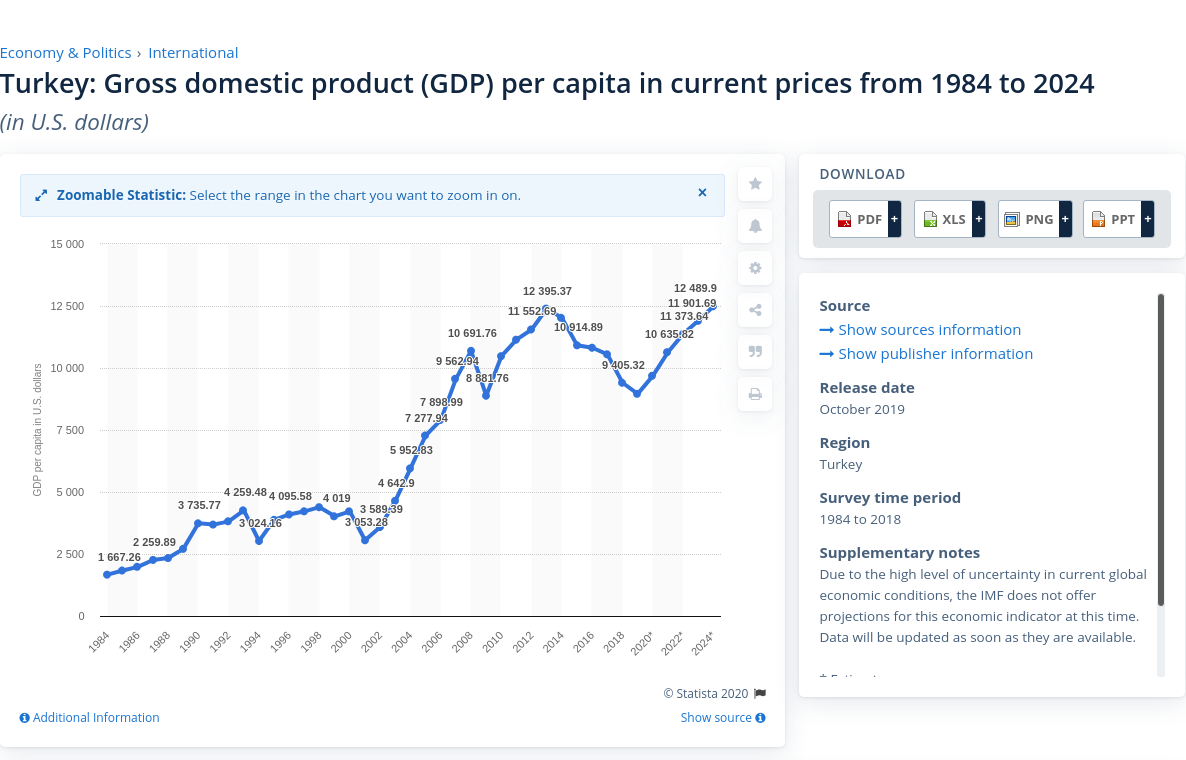 Economy & Politics › International
Turkey: Gross domestic product (GDP) per capita in current prices from 1984 to 2024
(in U.S. dollars)
Zoomable Statistic: Select the range in the chart you want to zoom in on. ×
GDP per capita in U.S. dollars
15 000
12 500
10 000
7 500
5 000
2 500
0
1 667.26
2 259.89
3 735.77
4 259.48
3 024.16
4 095.58
4 019
3 053.28
3 589.39
4 642.9
5 952.83
7 277.94
7 898.99
9 562.94
10 691.76
8 881.76
11 552.69
12 395.37
10 914.89
9 405.32
10 635.82
11 373.64
11 901.69
12 489.9
1984 1986 1988 1990 1992 1994 1996 1998 2000 2002 2004 2006 2008 2010 2012 2014 2016 2018 2020* 2022* 2024*
© Statista 2020
Additional Information Show source
DOWNLOAD
PDF + XLS + PNG + PPT +
Source
Show sources information
Show publisher information
Release date
October 2019
Region
Turkey
Survey time period
1984 to 2018
Supplementary notes
Due to the high level of uncertainty in current global
economic conditions, the IMF does not offer
projections for this economic indicator at this time.
Data will be updated as soon as they are available.